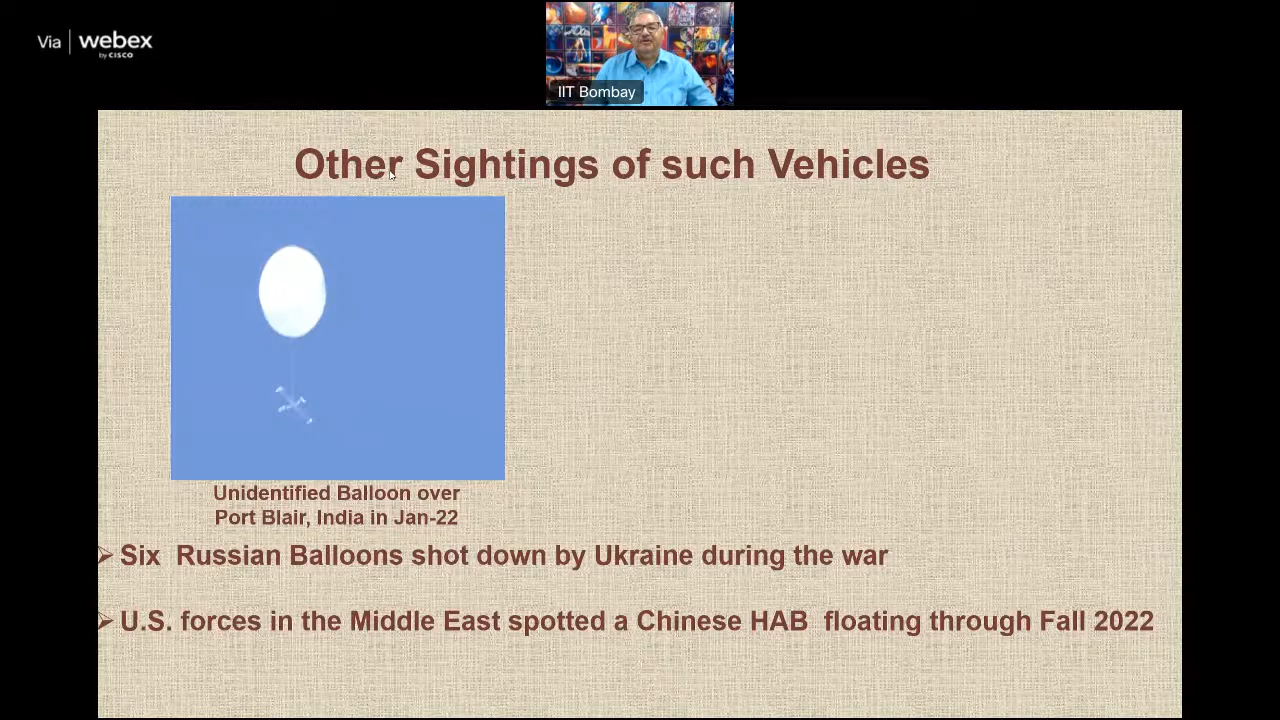 Via | webex
by CISCO
IIT Bombay
Other Sightings of such Vehicles
Unidentified Balloon over
Port Blair, India in Jan-22
Six Russian Balloons shot down by Ukraine during the war
U.S. forces in the Middle East spotted a Chinese HAB floating through Fall 2022